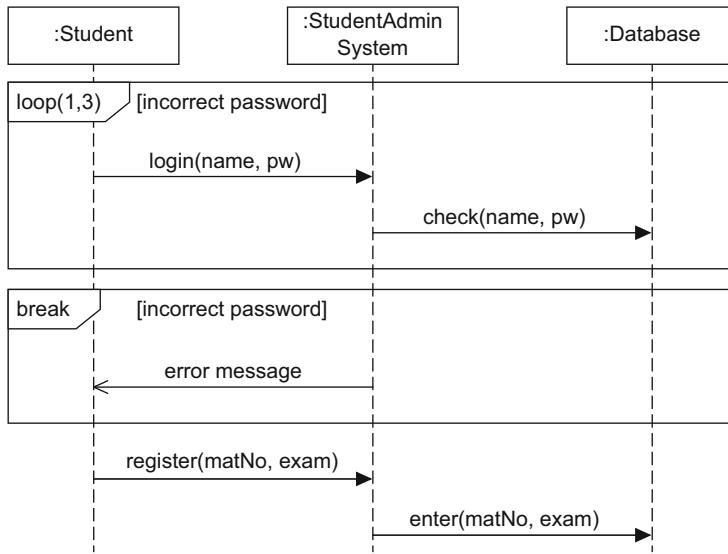 :Student
:StudentAdmin
System
:Database
loop(1,3) [incorrect password]
login(name, pw)
check(name, pw)
break [incorrect password]
error message
register(matNo, exam)
enter(matNo, exam)